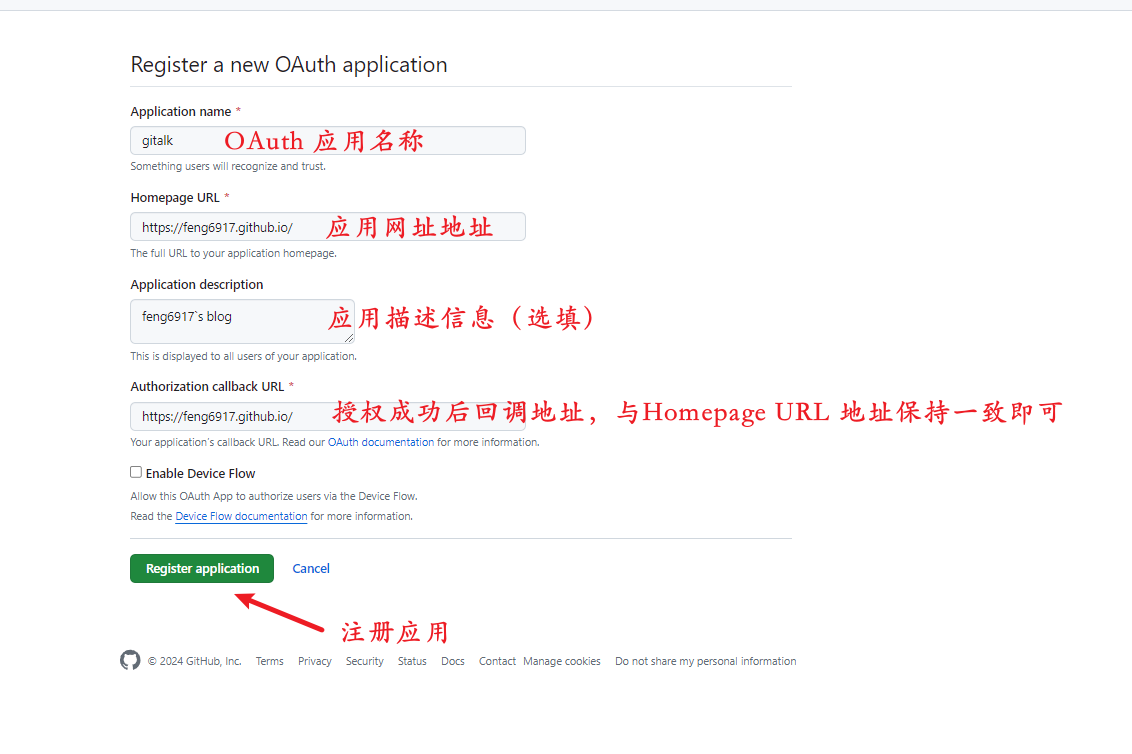 Register a new OAuth application
Application name *
gitalk OAuth 应用名称
Something users will recognize and trust.
Homepage URL *
https://feng6917.github.io/ 应用网址地址
The full URL to your application homepage.
Application description
feng6917`s blog 应用描述信息（选填）
This is displayed to all users of your application.
Authorization callback URL *
https://feng6917.github.io/ 授权成功后回调地址，与Homepage URL 地址保持一致即可
Your application's callback URL. Read our OAuth documentation for more information.
Enable Device Flow
Allow this OAuth App to authorize users via the Device Flow.
Read the Device Flow documentation for more information.
Register application Cancel
注册应用
© 2024 GitHub, Inc. Terms Privacy Security Status Docs Contact Manage cookies Do not share my personal information